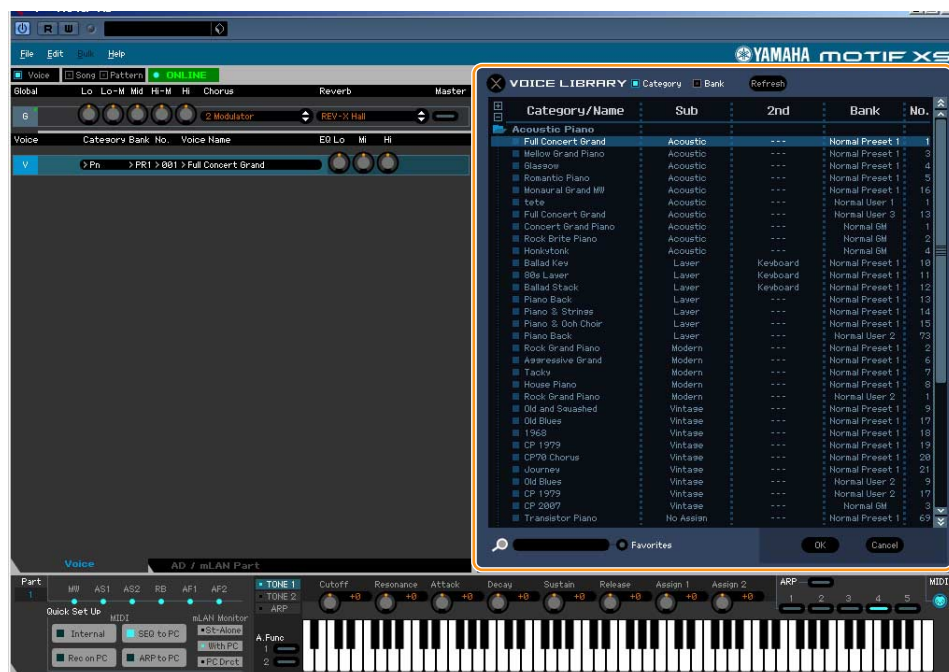 R
File Edit Bulk Help
YAMAHA MOTIF XS
Voice Song Pattern ONLINE
Global Lo Lo-M Mid Hi-M Hi Chorus Reverb Master
G 2 Modulator REV-X Hall
Voice Category Bank No. Voice Name EQ Lo Mi Hi
V Pn PR1 001 Full Concert Grand
VOICE LIBRARY Category Bank Refresh
Category/Name Sub 2nd Bank No.
Acoustic Piano
Full Concert Grand Acoustic --- Normal Preset 1 1
Mellow Grand Piano Acoustic --- Normal Preset 1 3
Glasgow Acoustic --- Normal Preset 1 4
Romantic Piano Acoustic --- Normal Preset 1 5
Monaural Grand MW Acoustic --- Normal Preset 1 16
tete Acoustic --- Normal User 1 1
Full Concert Grand Acoustic --- Normal User 3 13
Concert Grand Piano Acoustic --- Normal GM 1
Rock Brite Piano Acoustic --- Normal GM 2
Honkytonk Acoustic --- Normal GM 4
Ballad Key Layer Keyboard Normal Preset 1 10
80s Layer Layer Keyboard Normal Preset 1 11
Ballad Stack Layer Keyboard Normal Preset 1 12
Piano Back Layer --- Normal Preset 1 13
Piano & Strings Layer --- Normal Preset 1 14
Piano & Ooh Choir Layer --- Normal Preset 1 15
Piano Back Layer --- Normal User 2 73
Rock Grand Piano Modern --- Normal Preset 1 2
Aggressive Grand Modern --- Normal Preset 1 6
Tacky Modern --- Normal Preset 1 7
House Piano Modern --- Normal Preset 1 8
Rock Grand Piano Modern --- Normal User 2 1
Old and Squashed Vintage --- Normal Preset 1 9
Old Blues Vintage --- Normal Preset 1 17
1968 Vintage --- Normal Preset 1 18
CP 1979 Vintage --- Normal Preset 1 19
CP70 Chorus Vintage --- Normal Preset 1 20
Journey Vintage --- Normal Preset 1 21
Old Blues Vintage --- Normal User 2 9
CP 1979 Vintage --- Normal User 2 17
CP 2007 Vintage --- Normal GM 3
Transistor Piano No Assign --- Normal Preset 1 69
Favorites OK Cancel
Voice AD / mLAN Part
Part MW AS1 AS2 RB AF1 AF2
1
TONE 1 Cutoff Resonance Attack Decay Sustain Release Assign 1 Assign 2 ARP MIDI
TONE 2 +0 +0 +0 +0 +0 +0 +0 +0 1 2 3 4 5
ARP
Quick Set Up MIDI mLAN Monitor
Internal SEQ to PC St-Alone
With PC
Rec on PC ARP to PC PC Drct
A.Func
1
2